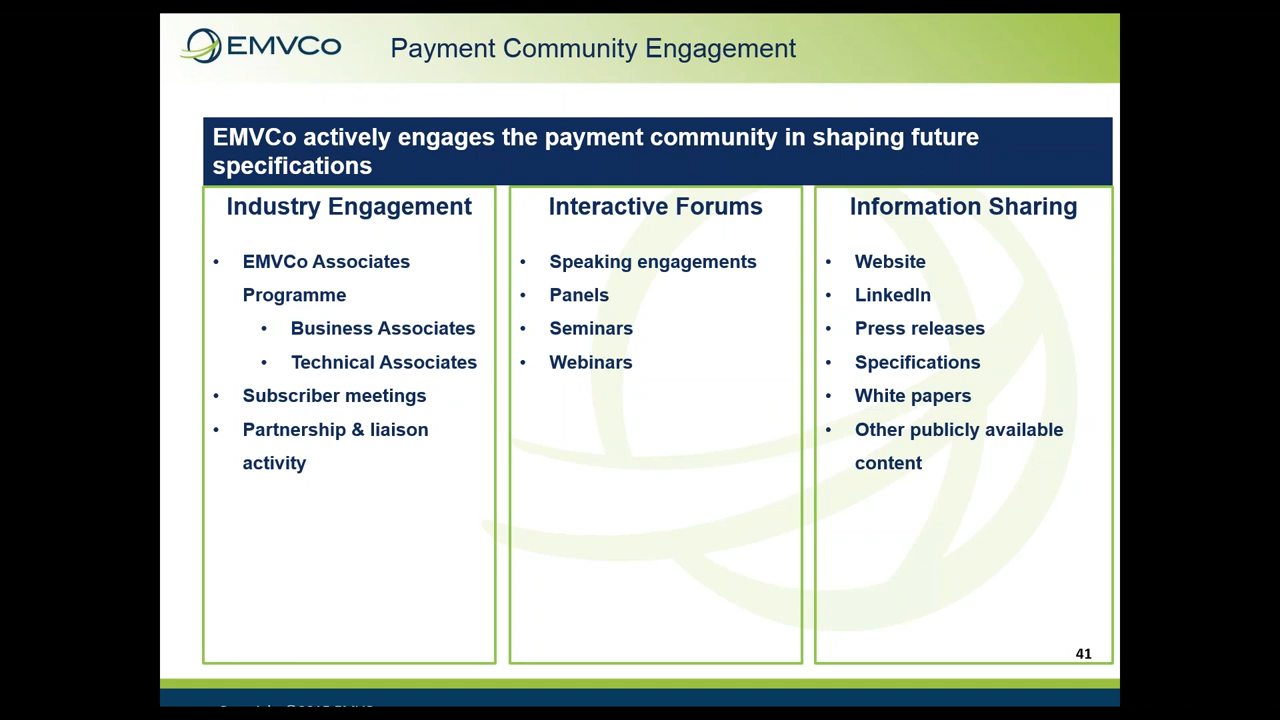 EMVCo
Payment Community Engagement
EMVCo actively engages the payment community in shaping future
specifications
Industry Engagement
• EMVCo Associates
Programme
• Business Associates
• Technical Associates
• Subscriber meetings
• Partnership & liaison
activity
Interactive Forums
• Speaking engagements
• Panels
• Seminars
• Webinars
Information Sharing
• Website
• LinkedIn
• Press releases
• Specifications
• White papers
• Other publicly available
content
41